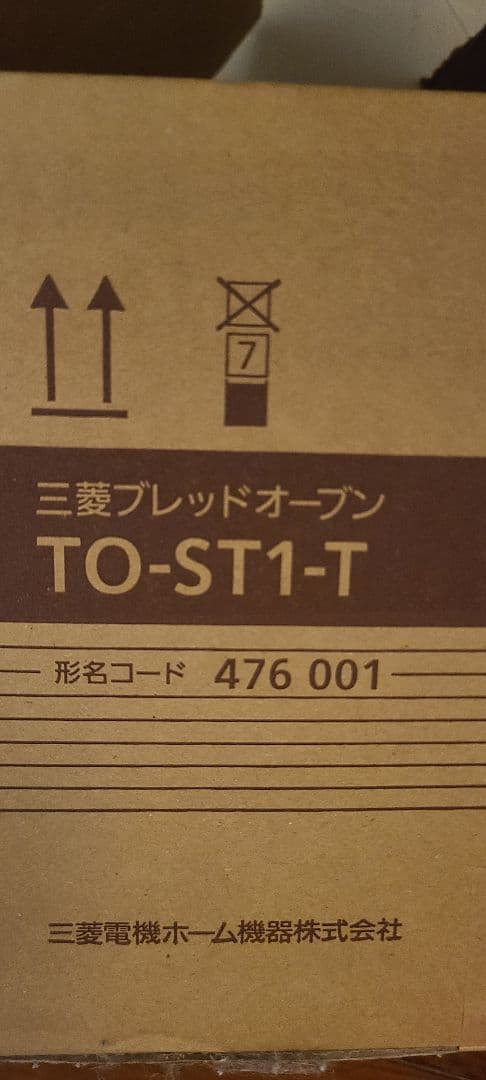 7
三菱ブレッドオーブン
TO-ST1-T
形名コード 476 001
三菱電機ホーム機器株式会社